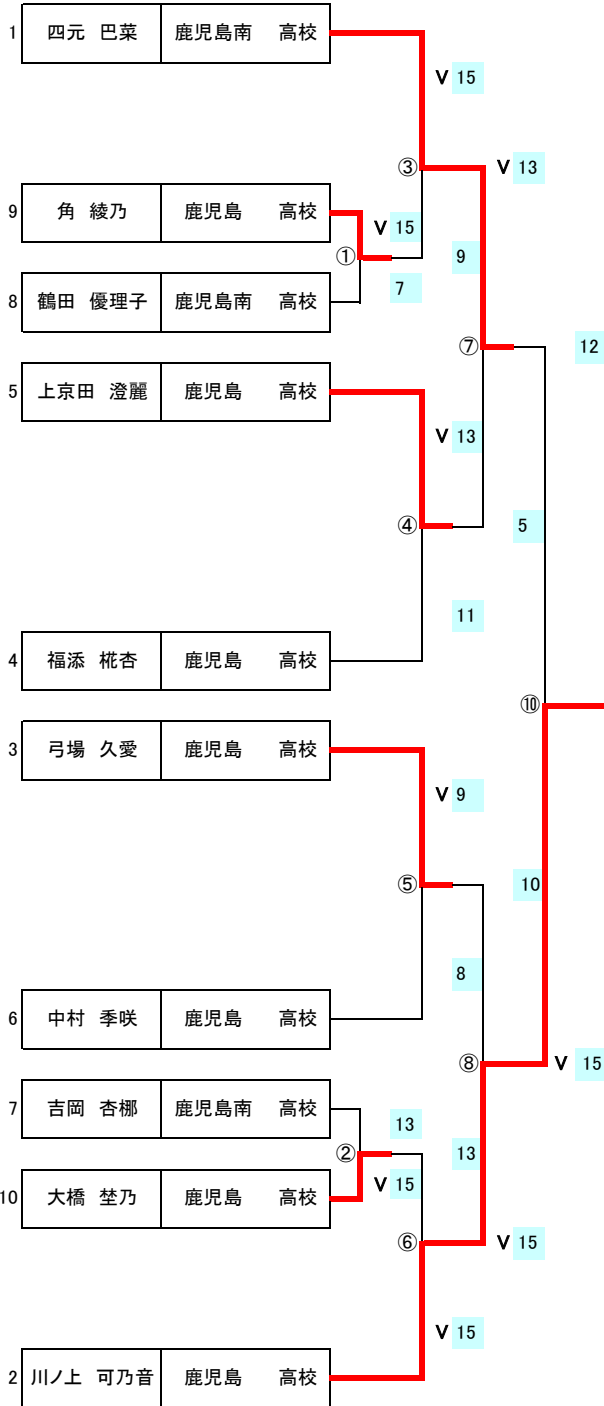 1 四元 巴菜 鹿児島南 高校
V 15
③ V 13
9 角 綾乃 鹿児島 高校
V 15
① 9
7
8 鶴田 優理子 鹿児島南 高校
⑦ 12
5 上京田 澄麗 鹿児島 高校
V 13
④ 5
11
4 福添 椛杏 鹿児島 高校
⑩
3 弓場 久愛 鹿児島 高校
V 9
⑤ 10
8
6 中村 季咲 鹿児島 高校
⑧ V 15
7 吉岡 杏梛 鹿児島南 高校
13
② 13
V 15
10 大橋 埜乃 鹿児島 高校
⑥ V 15
V 15
2 川ノ上 可乃音 鹿児島 高校